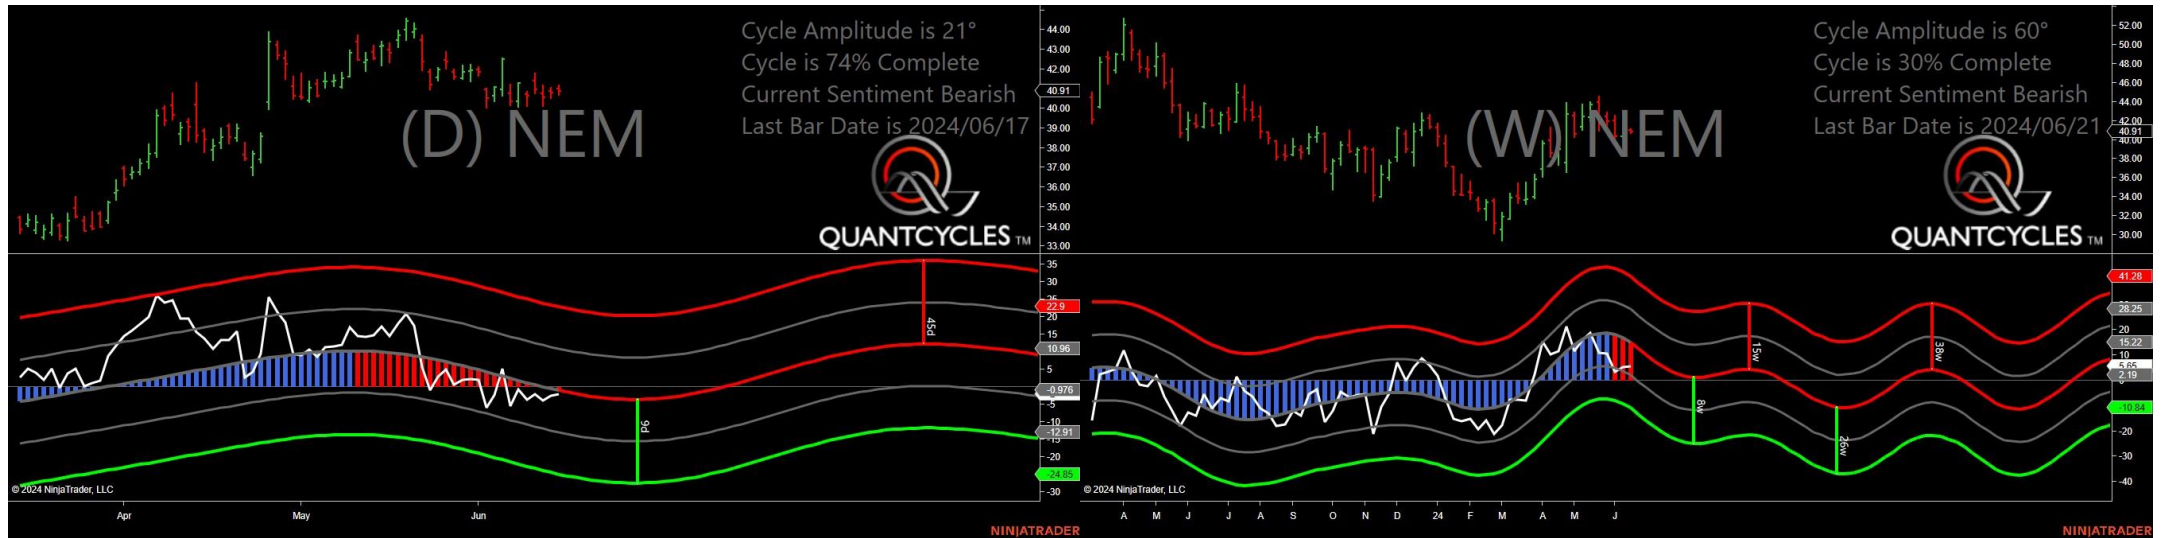 Cycle Amplitude is 21°
Cycle is 74% Complete
Current Sentiment Bearish
Last Bar Date is 2024/06/17
(D) NEM
QUANTCYCLES TM
44.00
43.00
42.00
40.91
40.00
39.00
38.00
37.00
36.00
35.00
34.00
33.00
35
30
25
22.9
20
15
10.96
5
-0.976
-5
-10
-12.91
-15
-20
-24.85
-30
45d
9d
© 2024 NinjaTrader, LLC
Apr May Jun
NINJATRADER
Cycle Amplitude is 60°
Cycle is 30% Complete
Current Sentiment Bearish
Last Bar Date is 2024/06/21
(W) NEM
QUANTCYCLES TM
52.00
50.00
48.00
46.00
44.00
42.00
40.91
40.00
38.00
36.00
34.00
32.00
30.00
41.28
28.25
20
15.22
10
5.65
2.19
-10.84
-20
-30
-40
15w
38w
8w
26w
© 2024 NinjaTrader, LLC
A M J J A S O N D 24 F M A M J
NINJATRADER